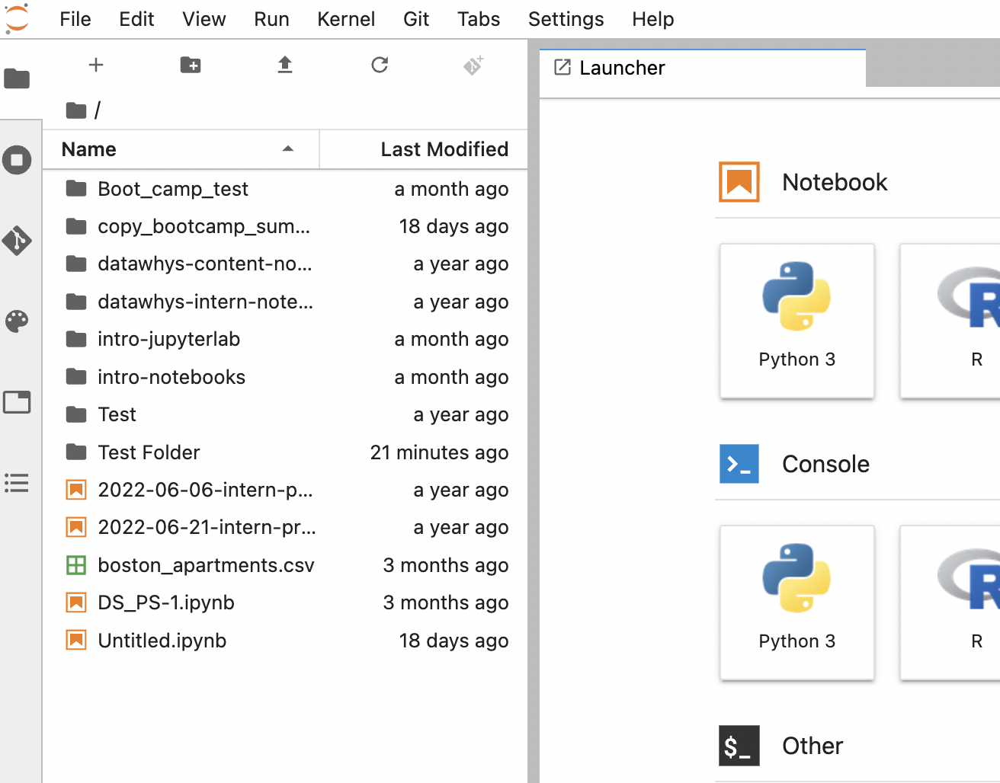 File Edit View Run Kernel Git Tabs Settings Help
Launcher
/
Name Last Modified
Boot_camp_test a month ago
copy_bootcamp_sum... 18 days ago
datawhys-content-no... a year ago
datawhys-intern-note... a year ago
intro-jupyterlab a month ago
intro-notebooks a month ago
Test a year ago
Test Folder 21 minutes ago
2022-06-06-intern-p... a year ago
2022-06-21-intern-pr... a year ago
boston_apartments.csv 3 months ago
DS_PS-1.ipynb 3 months ago
Untitled.ipynb 18 days ago
Notebook
Python 3 R
Console
Python 3 R
$_ Other